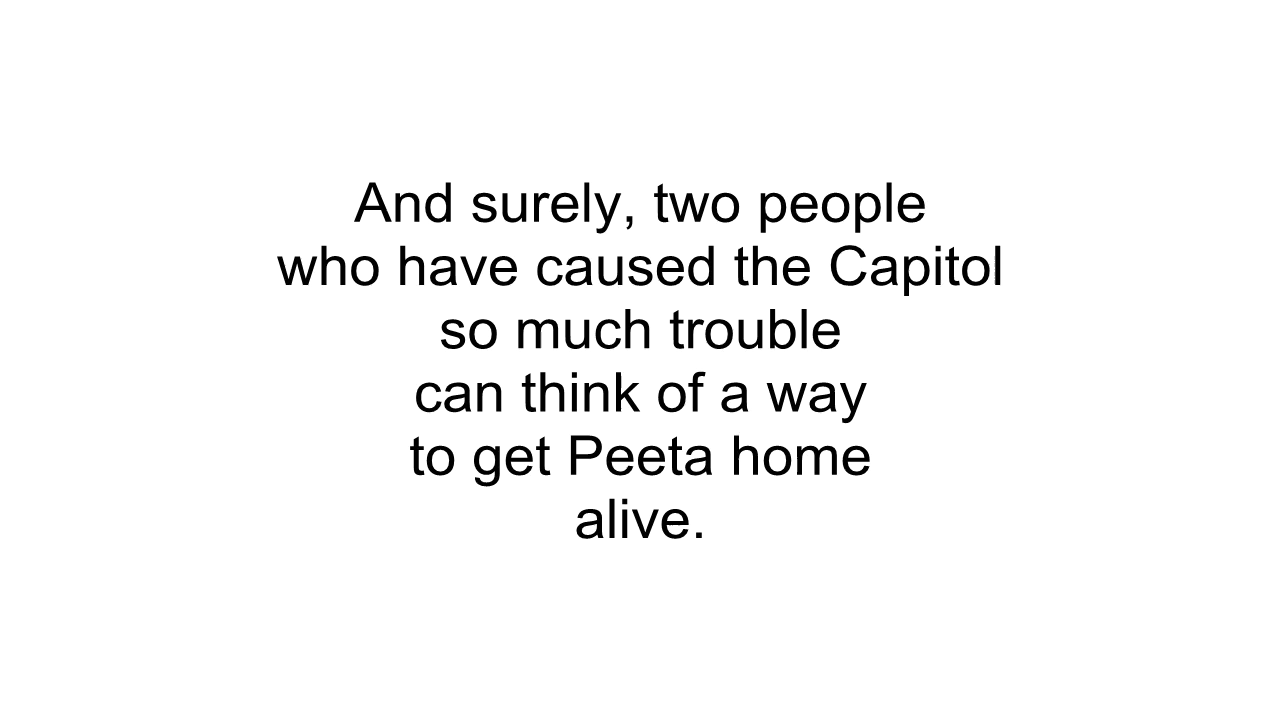 And surely, two people
who have caused the Capitol
so much trouble
can think of a way
to get Peeta home
alive.